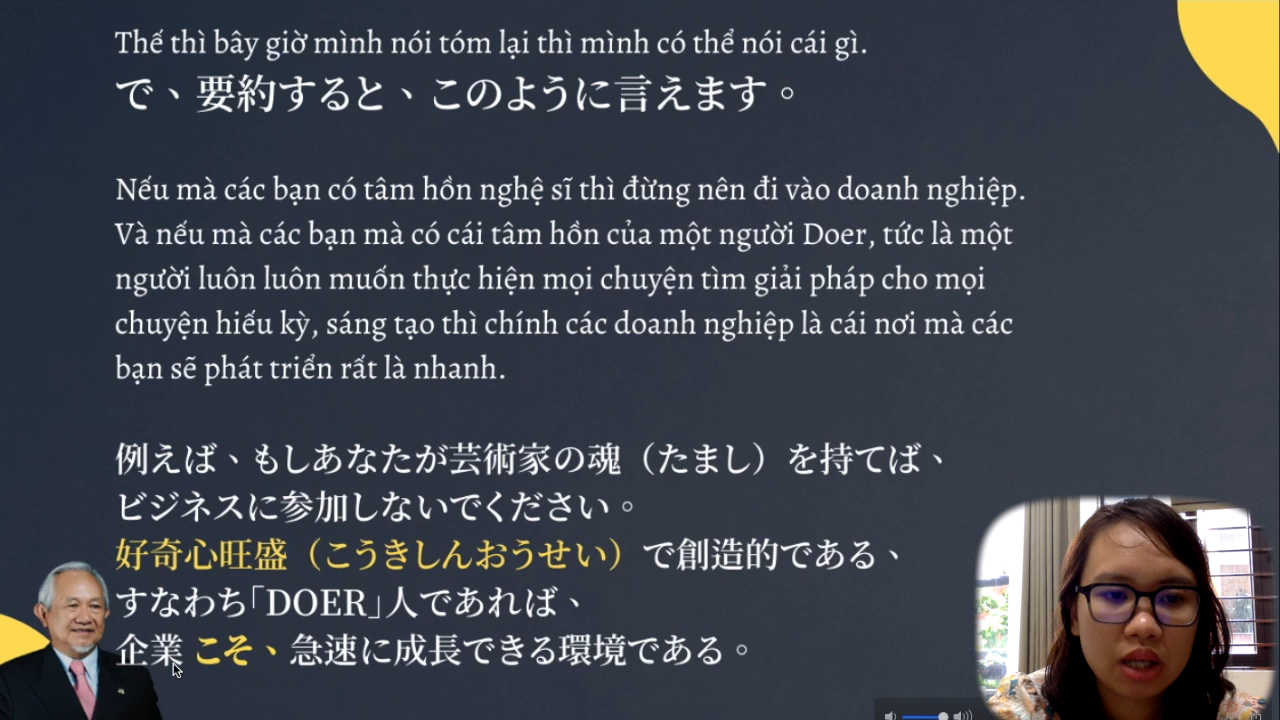 Thế thì bây giờ mình nói tóm lại thì mình có thể nói cái gì.
で、要約すると、このように言えます。
Nếu mà các bạn có tâm hồn nghệ sĩ thì đừng nên đi vào doanh nghiệp.
Và nếu mà các bạn mà có cái tâm hồn của một người Doer, tức là một
người luôn luôn muốn thực hiện mọi chuyện tìm giải pháp cho mọi
chuyện hiếu kỳ, sáng tạo thì chính các doanh nghiệp là cái nơi mà các
bạn sẽ phát triển rất là nhanh.
例えば、もしあなたが芸術家の魂（たまし）を持てば、
ビジネスに参加しないでください。
好奇心旺盛（こうきしんおうせい）で創造的である、
すなわち「DOER」人であれば、
企業 こそ、急速に成長できる環境である。